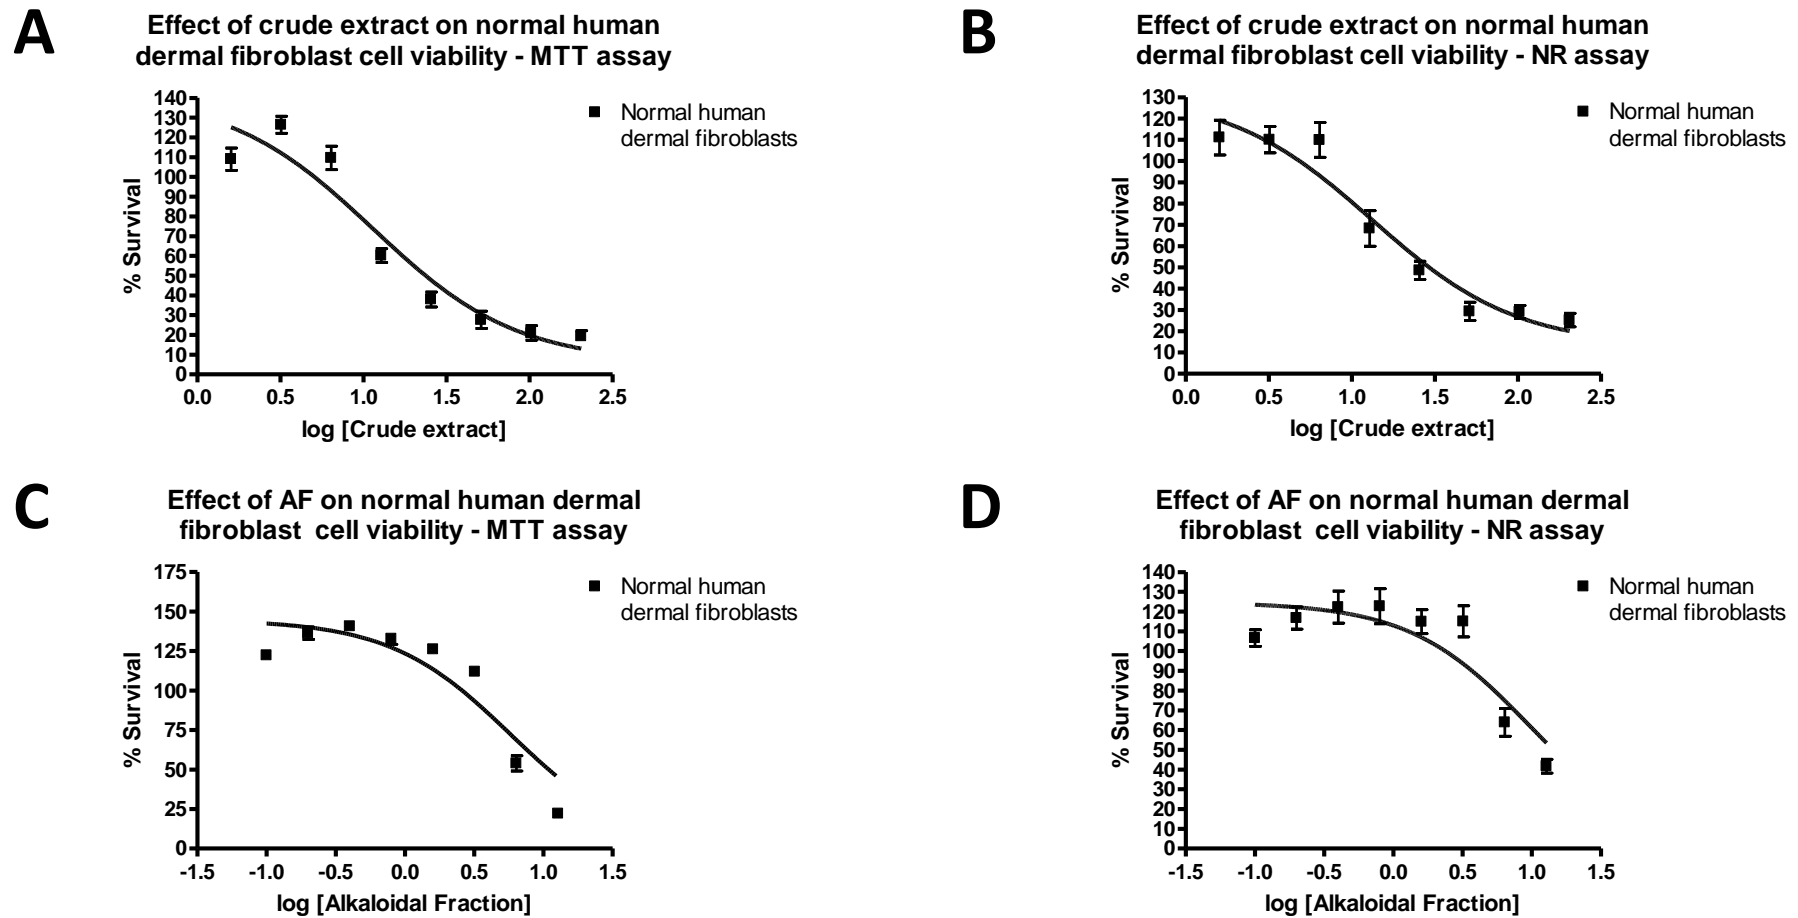 A
Effect of crude extract on normal human
dermal fibroblast cell viability - MTT assay
140
130
120
110
100
90
80
70
60
50
40
30
20
10
0
% Survival
0.0 0.5 1.0 1.5 2.0 2.5
log [Crude extract]
Normal human
dermal fibroblasts
B
Effect of crude extract on normal human
dermal fibroblast cell viability - NR assay
130
120
110
100
90
80
70
60
50
40
30
20
10
0
% Survival
0.0 0.5 1.0 1.5 2.0 2.5
log [Crude extract]
Normal human
dermal fibroblasts
C
Effect of AF on normal human dermal
fibroblast cell viability - MTT assay
175
150
125
100
75
50
25
0
% Survival
-1.5 -1.0 -0.5 0.0 0.5 1.0 1.5
log [Alkaloidal Fraction]
Normal human
dermal fibroblasts
D
Effect of AF on normal human dermal
fibroblast cell viability - NR assay
140
130
120
110
100
90
80
70
60
50
40
30
20
10
0
% Survival
-1.5 -1.0 -0.5 0.0 0.5 1.0 1.5
log [Alkaloidal Fraction]
Normal human
dermal fibroblasts